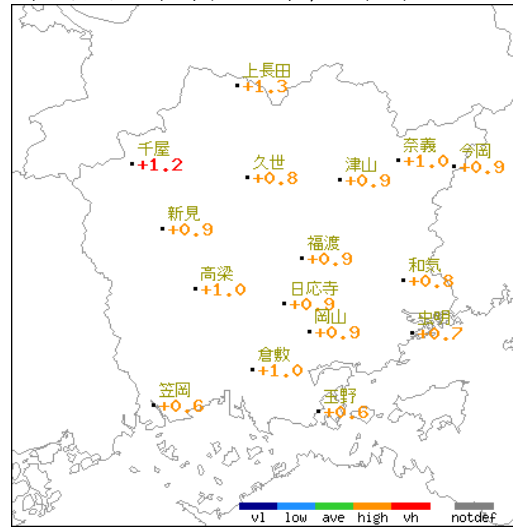 上長田
+1.3
千屋
+1.2
久世
+0.8
津山
+0.9
奈義
+1.0
今岡
+0.9
新見
+0.9
福渡
+0.9
和気
+0.8
高梁
+1.0
日応寺
+0.9
岡山
+0.9
虫明
+0.7
倉敷
+1.0
笠岡
+0.6
玉野
+0.6
vl low ave high vh notdef